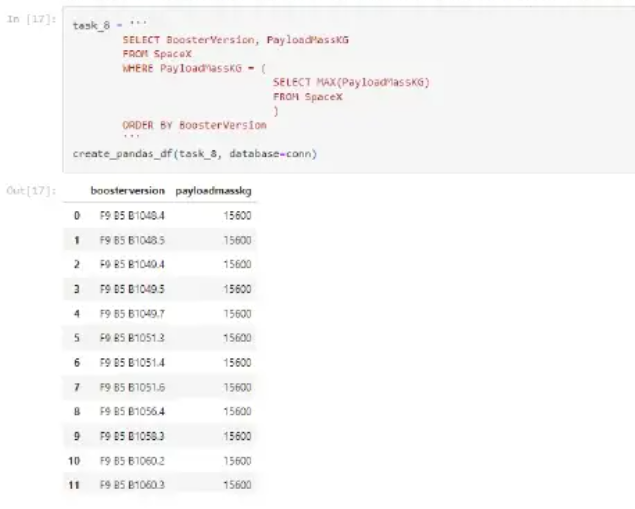 In [17]:
task_8 = '''
SELECT BoosterVersion, PayloadMassKG
FROM SpaceX
WHERE PayloadMassKG = (
SELECT MAX(PayloadMassKG)
FROM SpaceX
)
ORDER BY BoosterVersion
'''
create_pandas_df(task_8, database=conn)
Out[17]:
boosterversion payloadmasskg
0 F9 B5 B1048.4 15600
1 F9 B5 B1048.5 15600
2 F9 B5 B1049.4 15600
3 F9 B5 B1049.5 15600
4 F9 B5 B1049.7 15600
5 F9 B5 B1051.3 15600
6 F9 B5 B1051.4 15600
7 F9 B5 B1051.6 15600
8 F9 B5 B1056.4 15600
9 F9 B5 B1058.3 15600
10 F9 B5 B1060.2 15600
11 F9 B5 B1060.3 15600